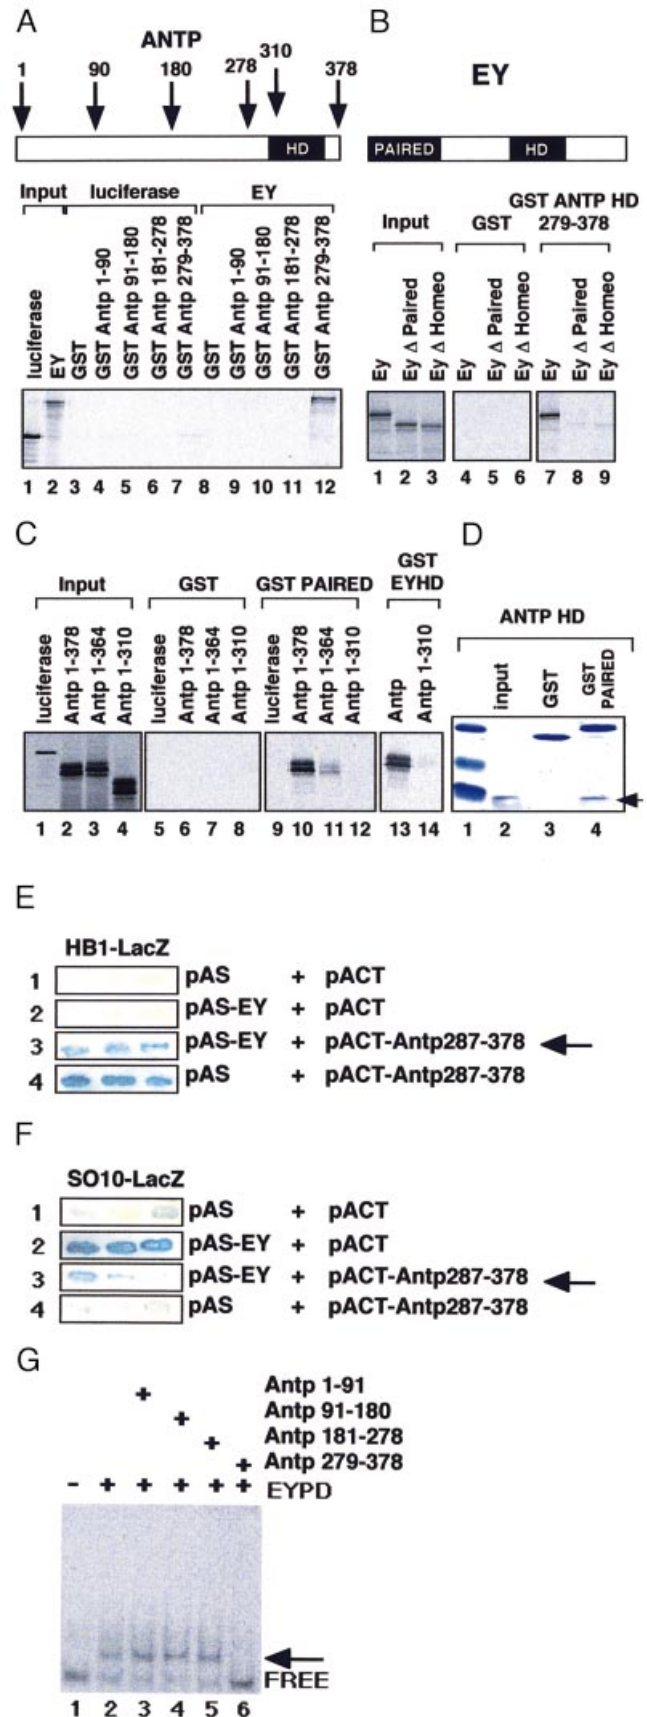 A
ANTP
1 90 180 278 310 378
HD
Input luciferase EY
luciferase
EY
GST
GST Antp 1-90
GST Antp 91-180
GST Antp 181-278
GST Antp 279-378
GST
GST Antp 1-90
GST Antp 91-180
GST Antp 181-278
GST Antp 279-378
1 2 3 4 5 6 7 8 9 10 11 12
B
EY
PAIRED HD
Input GST GST ANTP HD
279-378
Ey
Ey Δ Paired
Ey Δ Homeo
Ey
Ey Δ Paired
Ey Δ Homeo
Ey
Ey Δ Paired
Ey Δ Homeo
1 2 3 4 5 6 7 8 9
C
Input GST GST PAIRED GST
EYHD
luciferase
Antp 1-378
Antp 1-364
Antp 1-310
luciferase
Antp 1-378
Antp 1-364
Antp 1-310
luciferase
Antp 1-378
Antp 1-364
Antp 1-310
Antp
Antp 1-310
1 2 3 4 5 6 7 8 9 10 11 12 13 14
D
ANTP HD
input
GST
GST
PAIRED
1 2 3 4
E
HB1-LacZ
1 pAS + pACT
2 pAS-EY + pACT
3 pAS-EY + pACT-Antp287-378
4 pAS + pACT-Antp287-378
F
SO10-LacZ
1 pAS + pACT
2 pAS-EY + pACT
3 pAS-EY + pACT-Antp287-378
4 pAS + pACT-Antp287-378
G
+ Antp 1-91
+ Antp 91-180
+ Antp 181-278
+ Antp 279-378
- + + + + + EYPD
FREE
1 2 3 4 5 6